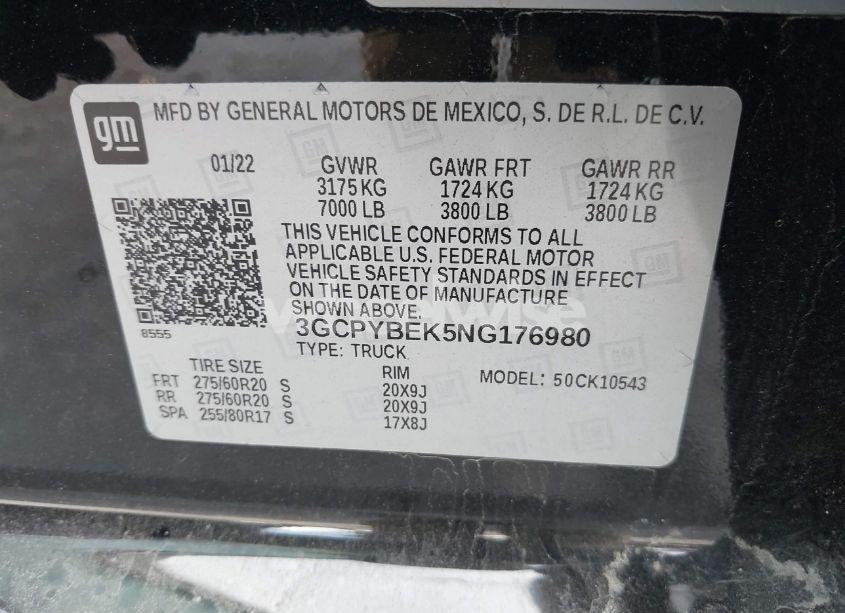 gm
MFD BY GENERAL MOTORS DE MEXICO, S. DE R.L. DE C.V.
01/22 GVWR GAWR FRT GAWR RR
3175 KG 1724 KG 1724 KG
7000 LB 3800 LB 3800 LB
THIS VEHICLE CONFORMS TO ALL
APPLICABLE U.S. FEDERAL MOTOR
VEHICLE SAFETY STANDARDS IN EFFECT
ON THE DATE OF MANUFACTURE
SHOWN ABOVE.
8555
3GCPYBEK5NG176980
TYPE: TRUCK
TIRE SIZE RIM MODEL: 50CK10543
FRT 275/60R20 S 20X9J
RR 275/60R20 S 20X9J
SPA 255/80R17 S 17X8J